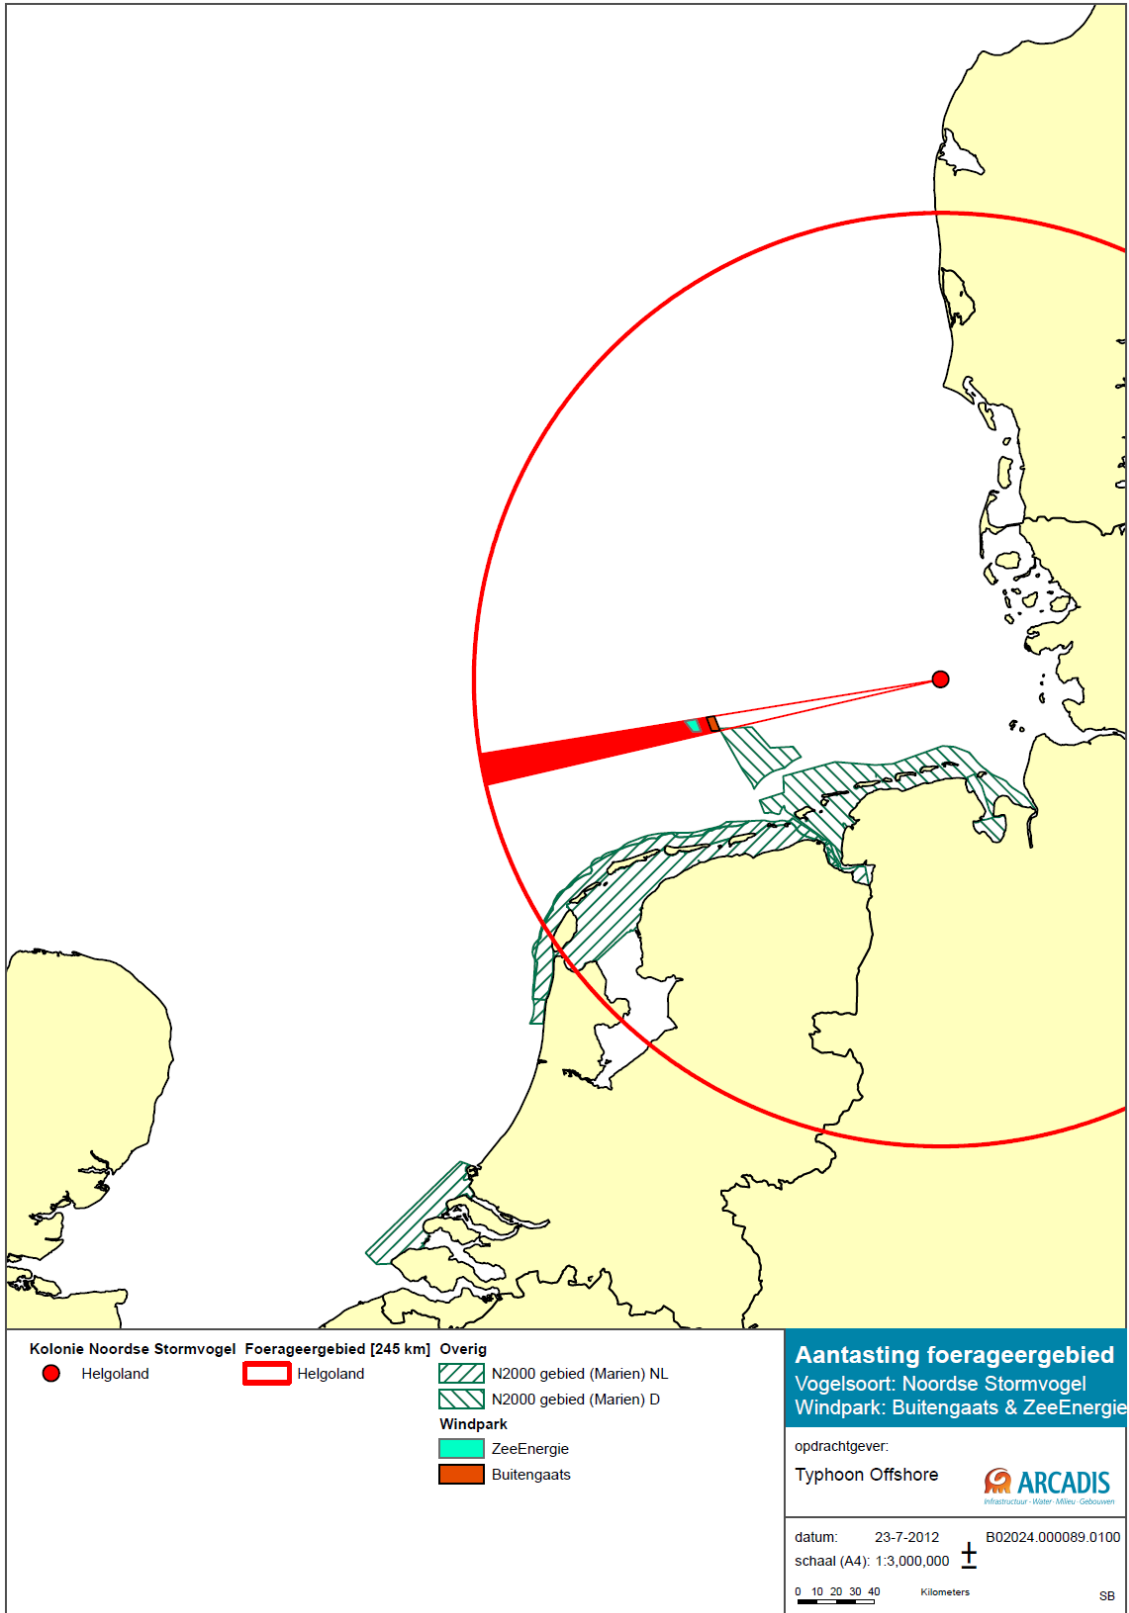 Kolonie Noordse Stormvogel Foerageergebied [245 km] Overig
Helgoland Helgoland N2000 gebied (Marien) NL
N2000 gebied (Marien) D
Windpark
ZeeEnergie
Buitengaats
Aantasting foerageergebied
Vogelsoort: Noordse Stormvogel
Windpark: Buitengaats & ZeeEnergie
opdrachtgever:
Typhoon Offshore
ARCADIS
Infrastructuur · Water · Milieu · Gebouwen
datum: 23-7-2012 B02024.000089.0100
schaal (A4): 1:3,000,000
0 10 20 30 40 Kilometers
SB